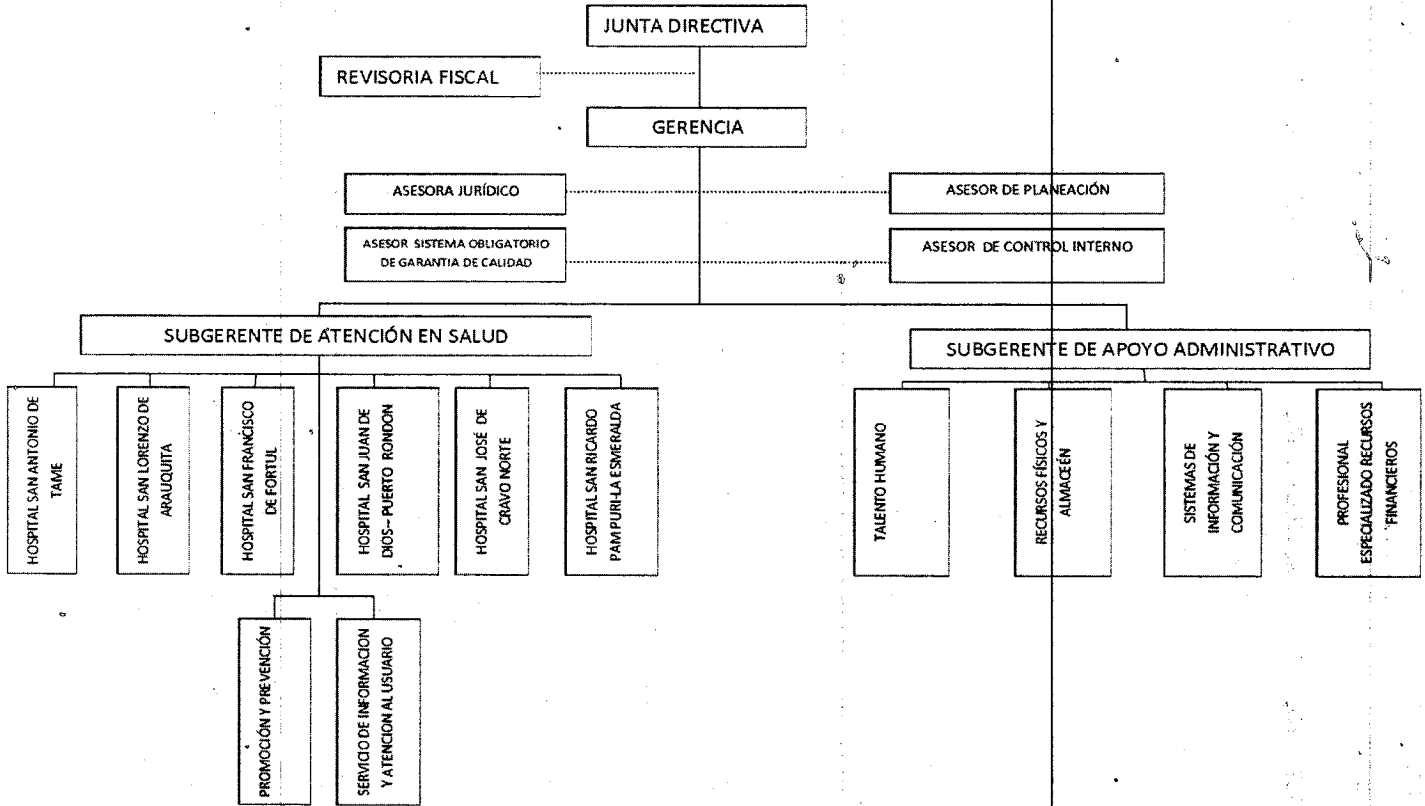 JUNTA DIRECTIVA
REVISORIA FISCAL
GERENCIA
ASESORA JURÍDICO
ASESOR DE PLANEACIÓN
ASESOR SISTEMA OBLIGATORIO
DE GARANTIA DE CALIDAD
ASESOR DE CONTROL INTERNO
SUBGERENTE DE ATENCIÓN EN SALUD
SUBGERENTE DE APOYO ADMINISTRATIVO
HOSPITAL SAN ANTONIO DE
TAME
HOSPITAL SAN LORENZO DE
ARAUQUITA
HOSPITAL SAN FRANCISCO
DE FORTUL
HOSPITAL SAN JUAN DE
DIOS– PUERTO RONDON
HOSPITAL SAN JOSÉ DE
CRAVO NORTE
HOSPITAL SAN RICARDO
PAMPURI-LA ESMERALDA
TALENTO HUMANO
RECURSOS FÍSICOS Y
ALMACEÉN
SISTEMAS DE
INFORMACIÓN Y
COMUNICACIÓN
PROFESIONAL
ESPECIALIZADO RECURSOS
FINANCIEROS
PROMOCIÓN Y PREVENCIÓN
SERVICIO DE INFORMACION
Y ATENCION AL USUARIO